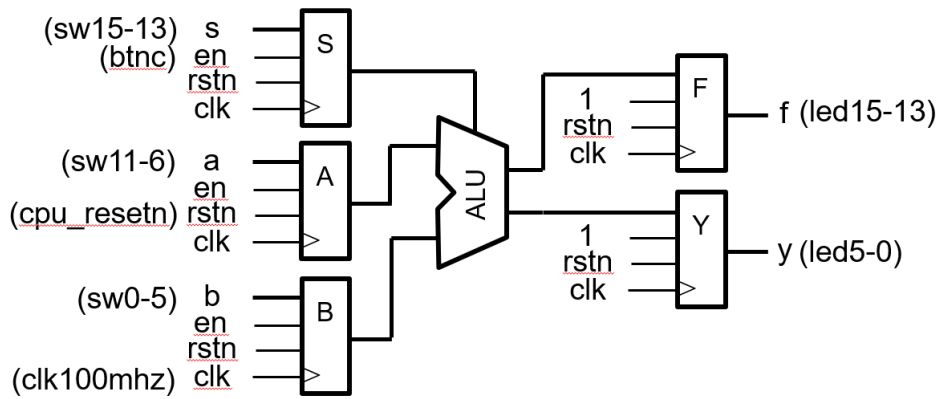 (sw15-13) s
(btnc) en
rstn
clk
S
(sw11-6) a
en
(cpu_resetn) rstn
clk
A
(sw0-5) b
en
rstn
(clk100mhz) clk
B
ALU
1
rstn
clk
F
f (led15-13)
1
rstn
clk
Y
y (led5-0)